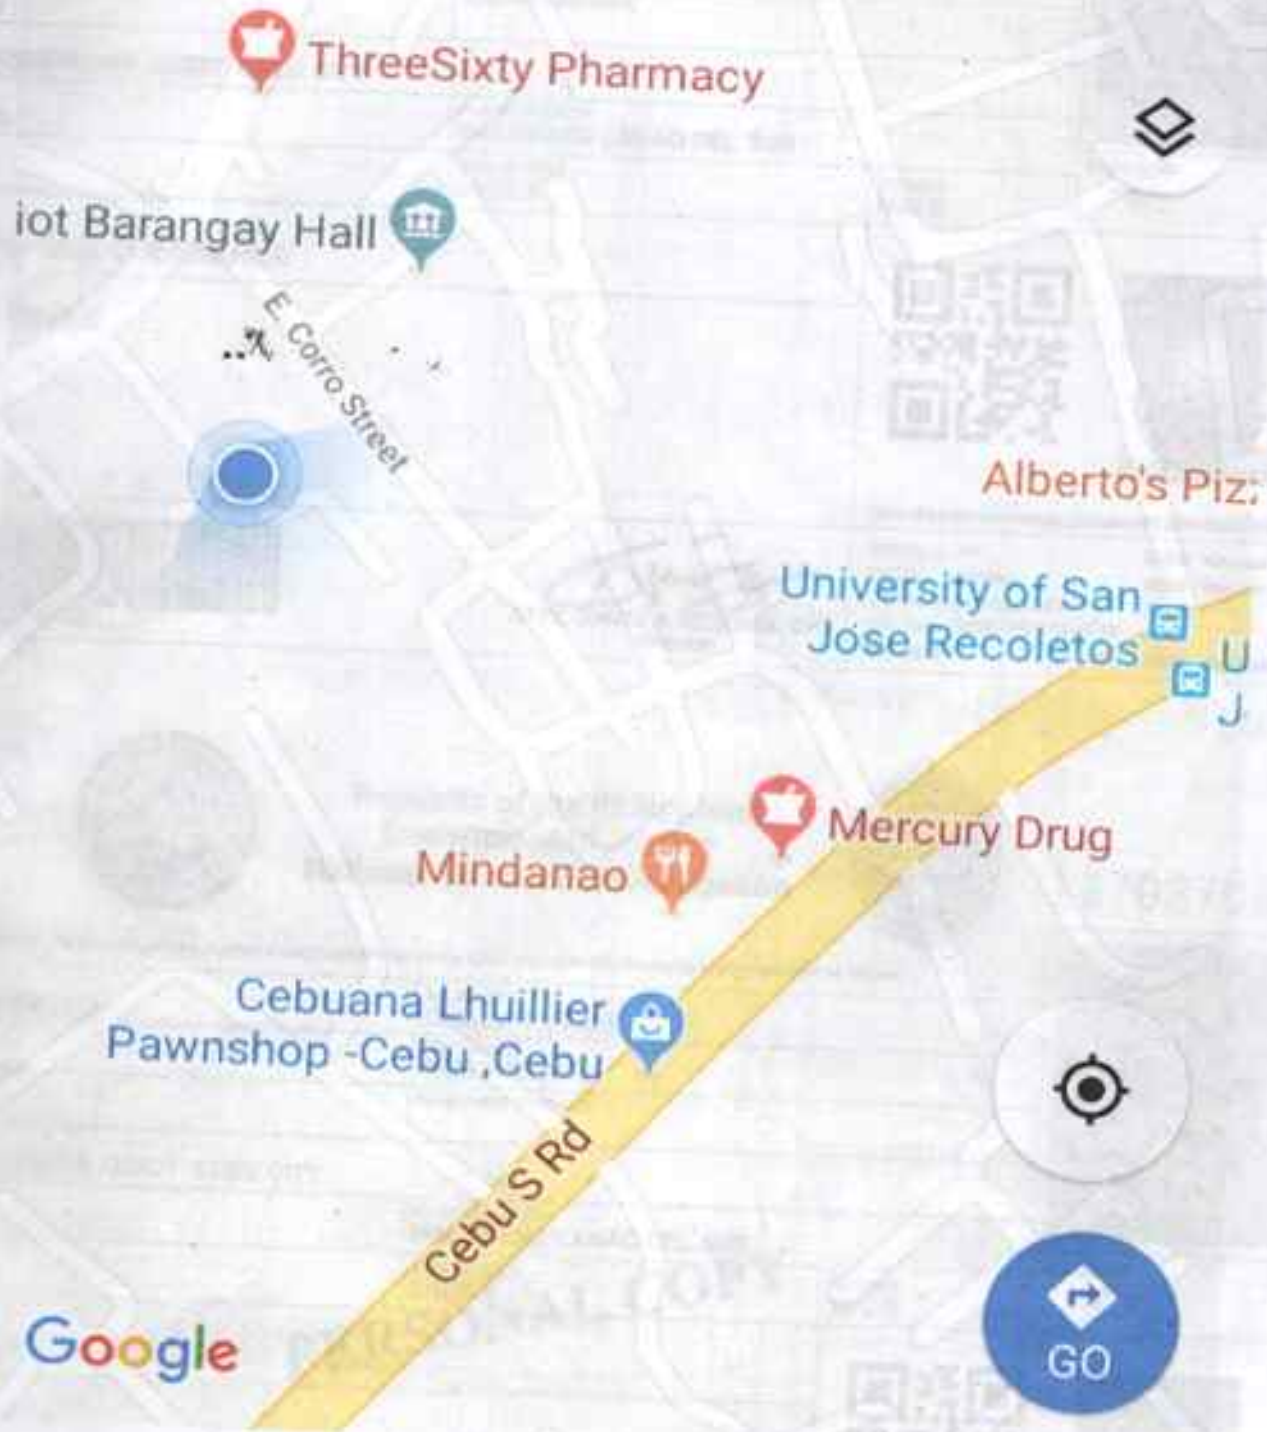 ThreeSixty Pharmacy
iot Barangay Hall
E. Corro Street
Alberto's Piz
University of San
Jose Recoletos
U
J
Mercury Drug
Mindanao
Cebuana Lhuillier
Pawnshop -Cebu ,Cebu
Cebu S Rd
Google
GO